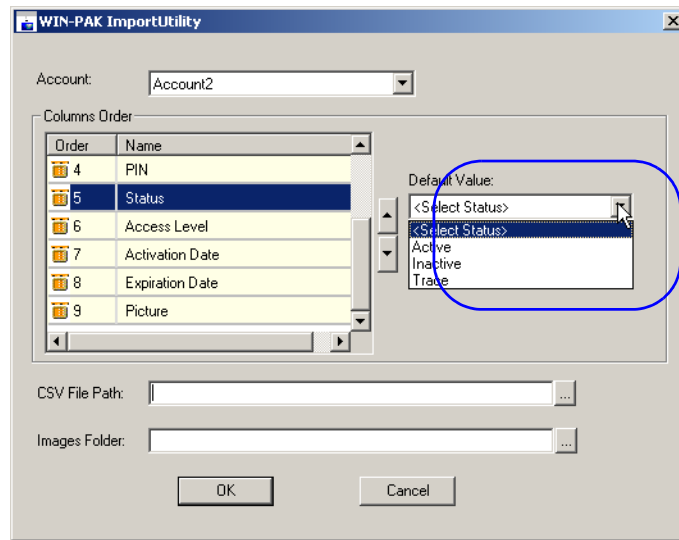 WIN-PAK ImportUtility
Account: Account2
Columns Order
Order Name
4 PIN
5 Status
6 Access Level
7 Activation Date
8 Expiration Date
9 Picture
Default Value:
<Select Status>
<Select Status>
Active
Inactive
Trace
CSV File Path: ...
Images Folder: ...
OK Cancel